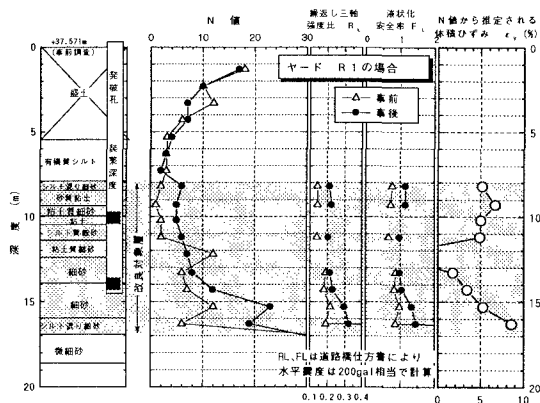 N 値
繰返し三軸
強度比 R L
液状化
安全率 F L
N値から推定される
体積ひずみ εv (%)
+37.571m
(事前調査)
0 10 20 30
0 1 2
0 5 10
ヤード R1の場合
事前
事後
発破孔
装薬深度
盛土
有機質シルト
シルト混り細砂
砂質粘土
粘土質細砂
粘土
シルト質細砂
粘土質細砂
細砂
細砂
シルト混り細砂
微細砂
改良対象層
深度 (m)
0
5
10
15
20
RL,FLは道路橋仕方書により
水平震度は200gal相当で計算
0.1 0.2 0.3 0.4
0 5 10